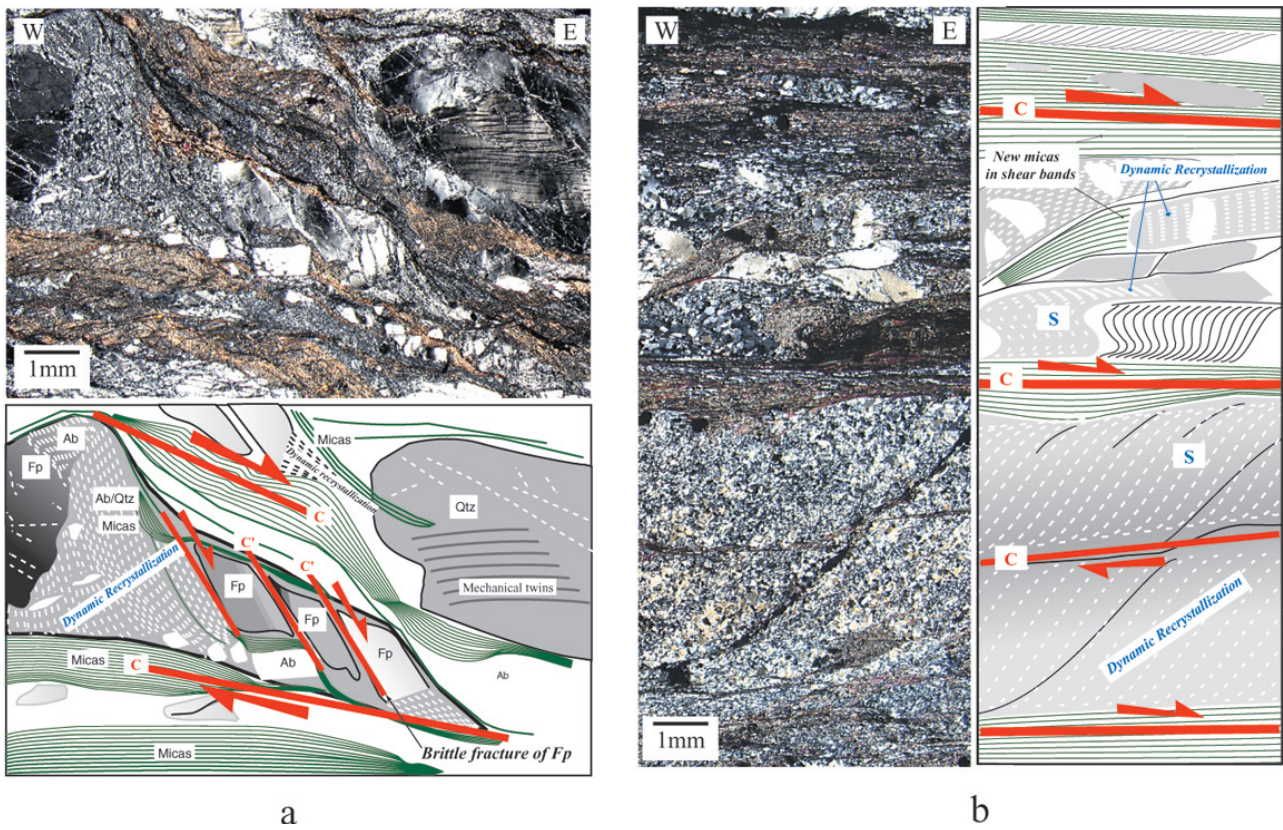 W
E
1mm
Ab
Fp
Ab/Qtz
Micas
Dynamic Recrystallization
Micas
C
Micas
Dynamic recrystallization
Micas
C
C'
C'
Fp
Fp
Fp
Ab
Qtz
Mechanical twins
Ab
Brittle fracture of Fp
a
W
E
1mm
C
New micas
in shear bands
Dynamic Recrystallization
S
C
S
C
Dynamic Recrystallization
b